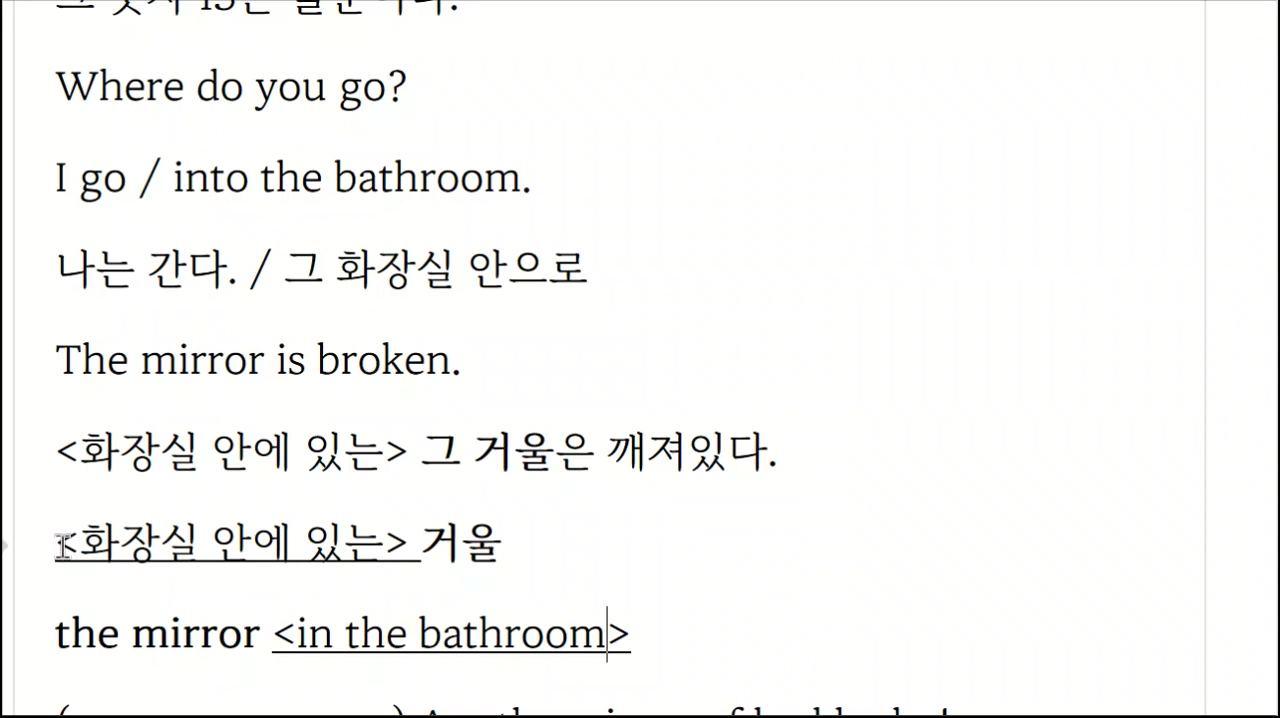 Where do you go?
I go / into the bathroom.
나는 간다. / 그 화장실 안으로
The mirror is broken.
<화장실 안에 있는> 그 거울은 깨져있다.
<화장실 안에 있는> 거울
the mirror <in the bathroom>